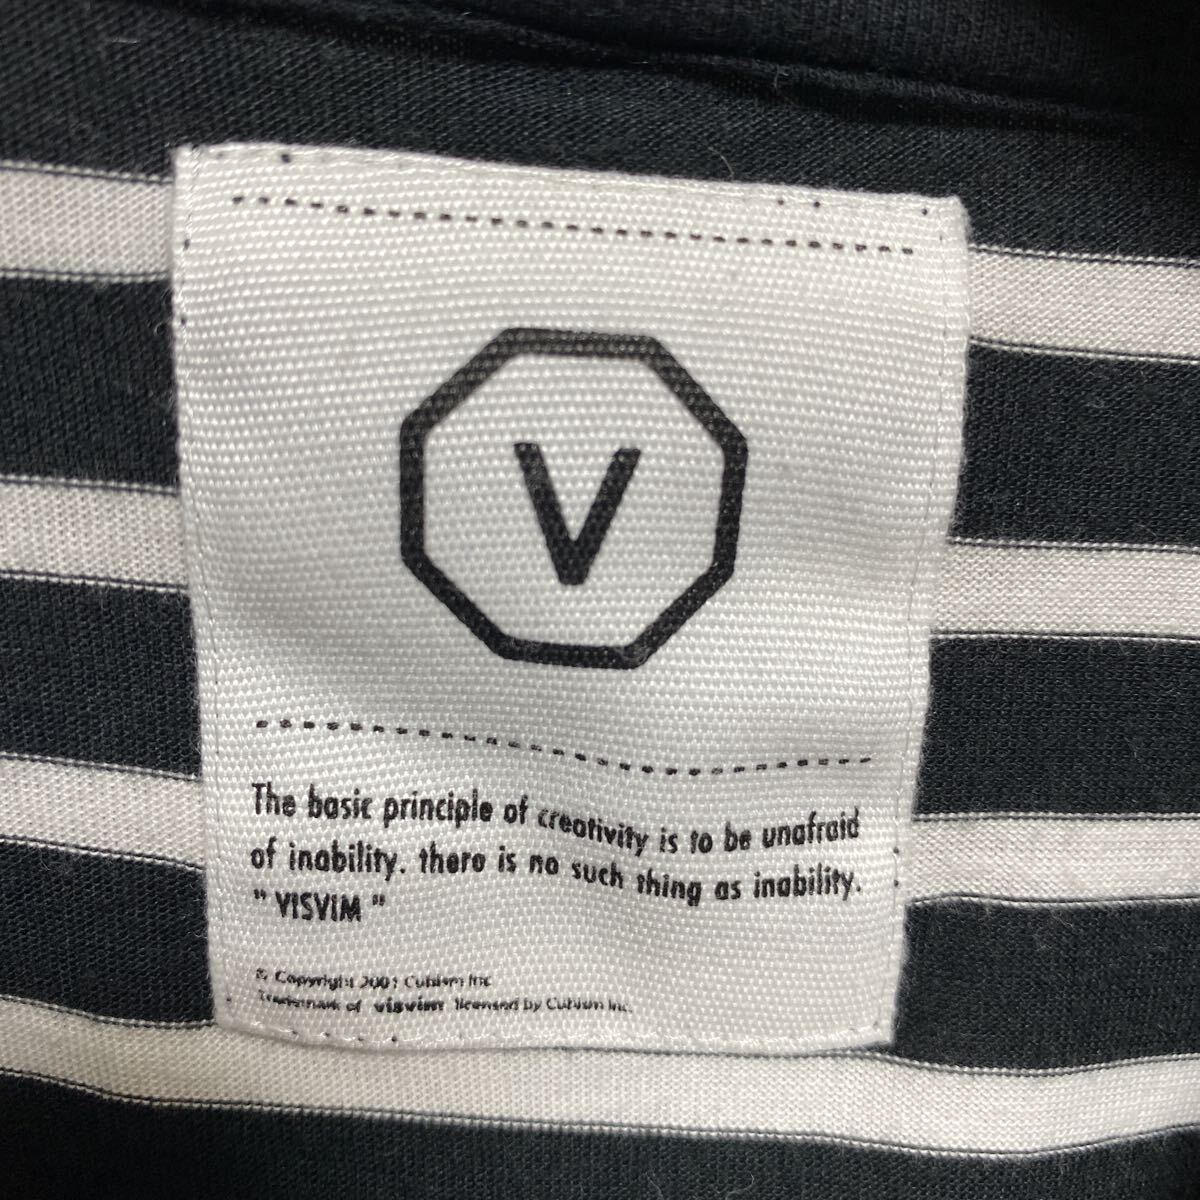 V
The basic principle of creativity is to be unafraid
of inability. there is no such thing as inability.
" VISVIM "
© Copyright 2001 Cubism Inc
Trademark of visvim licensed by Cubism Inc.